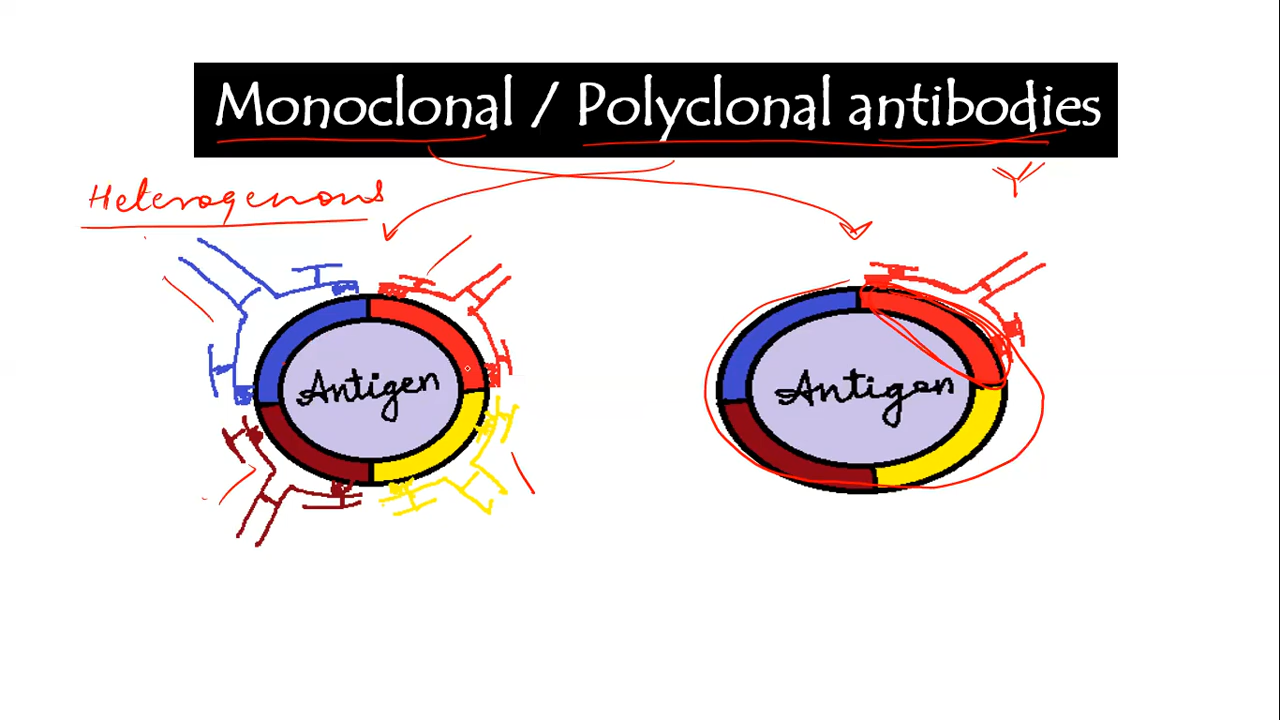 Monoclonal / Polyclonal antibodies
Heterogenous
Antigen
Antigen